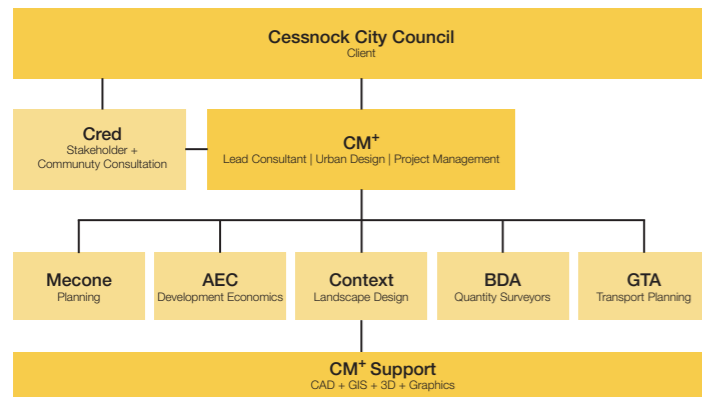 Cessnock City Council
Client
Cred
Stakeholder +
Communuty Consultation
CM+
Lead Consultant | Urban Design | Project Management
Mecone
Planning
AEC
Development Economics
Context
Landscape Design
BDA
Quantity Surveyors
GTA
Transport Planning
CM+ Support
CAD + GIS + 3D + Graphics